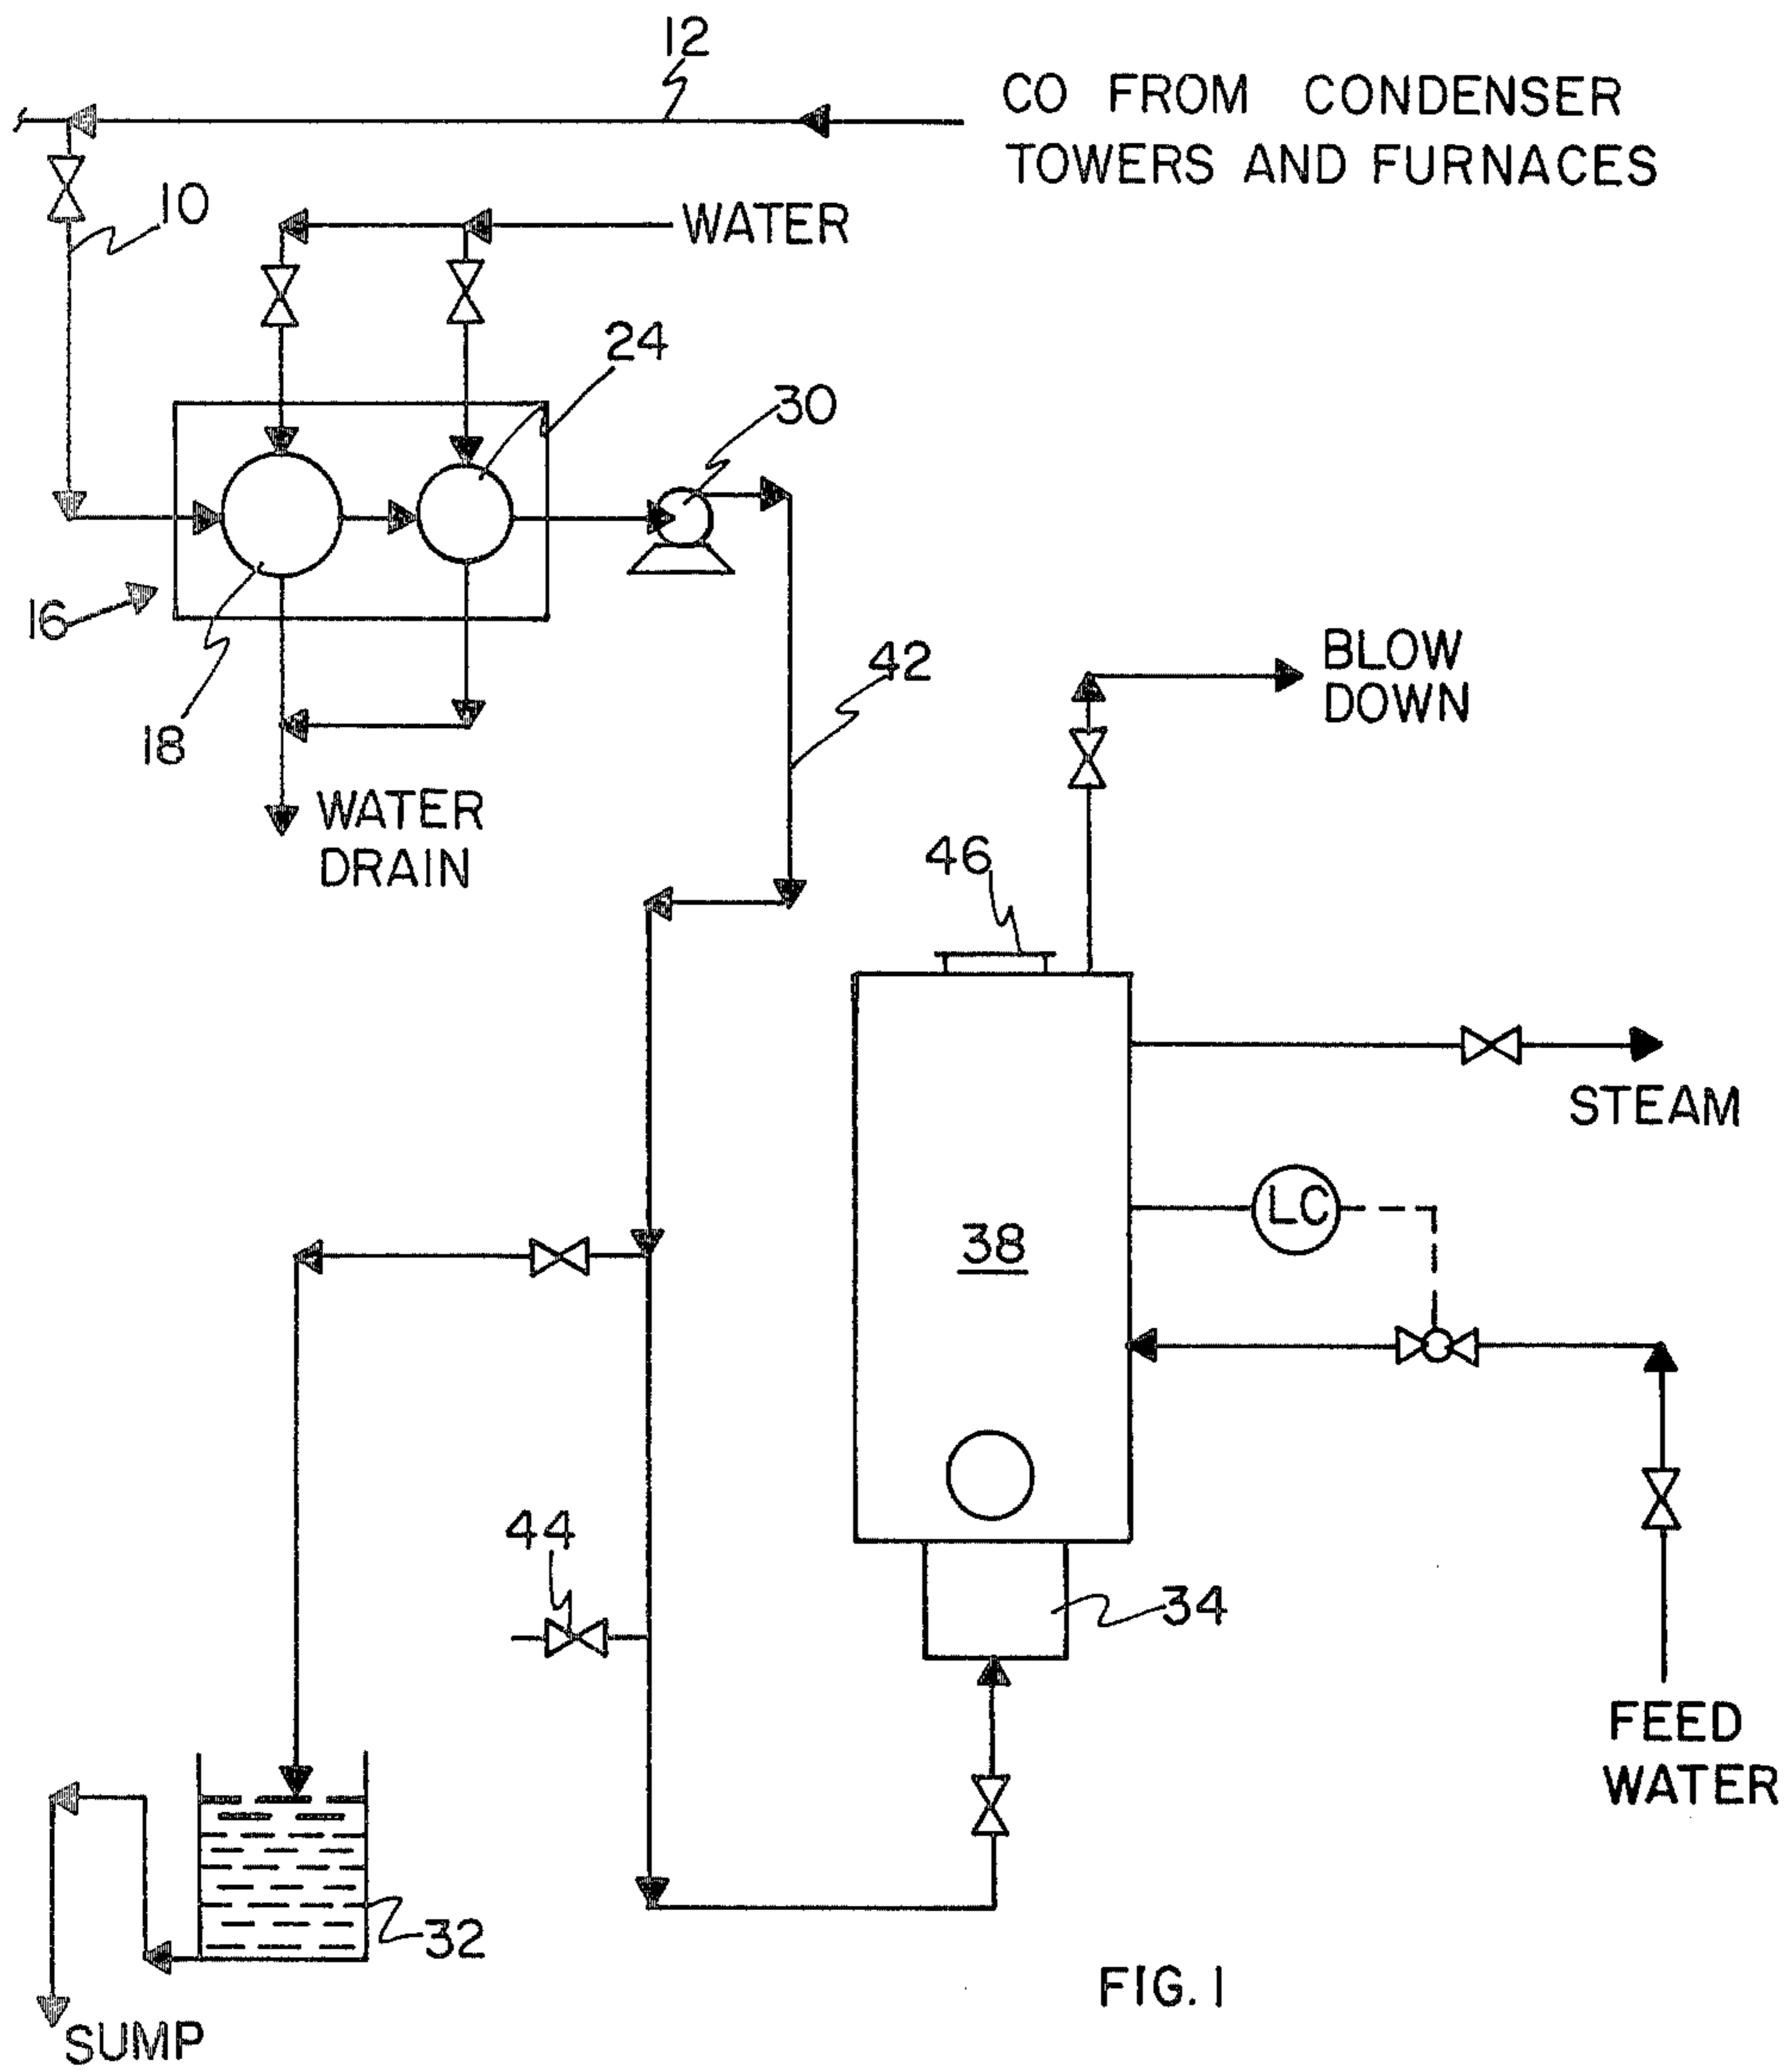 12
CO FROM CONDENSER
TOWERS AND FURNACES
10
WATER
24
30
16
42
BLOW
DOWN
18
WATER
DRAIN
46
STEAM
LC
38
44
34
FEED
WATER
32
FIG. 1
SUMP